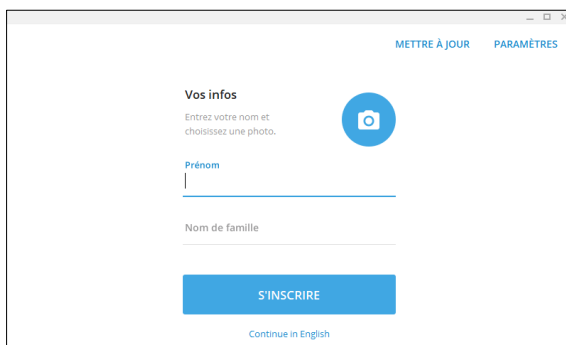 METTRE À JOUR PARAMÈTRES
Vos infos
Entrez votre nom et
choisissez une photo.
Prénom
Nom de famille
S'INSCRIRE
Continue in English